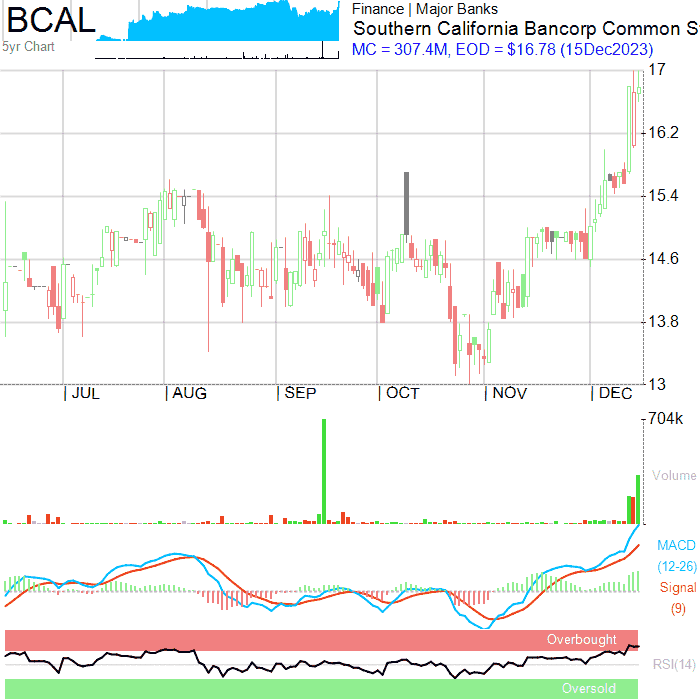 BCAL
5yr Chart
Finance | Major Banks
Southern California Bancorp Common S
MC = 307.4M, EOD = $16.78 (15Dec2023)
17
16.2
15.4
14.6
13.8
13
JUL AUG SEP OCT NOV DEC
704k
Volume
MACD
(12-26)
Signal
(9)
Overbought
RSI(14)
Oversold